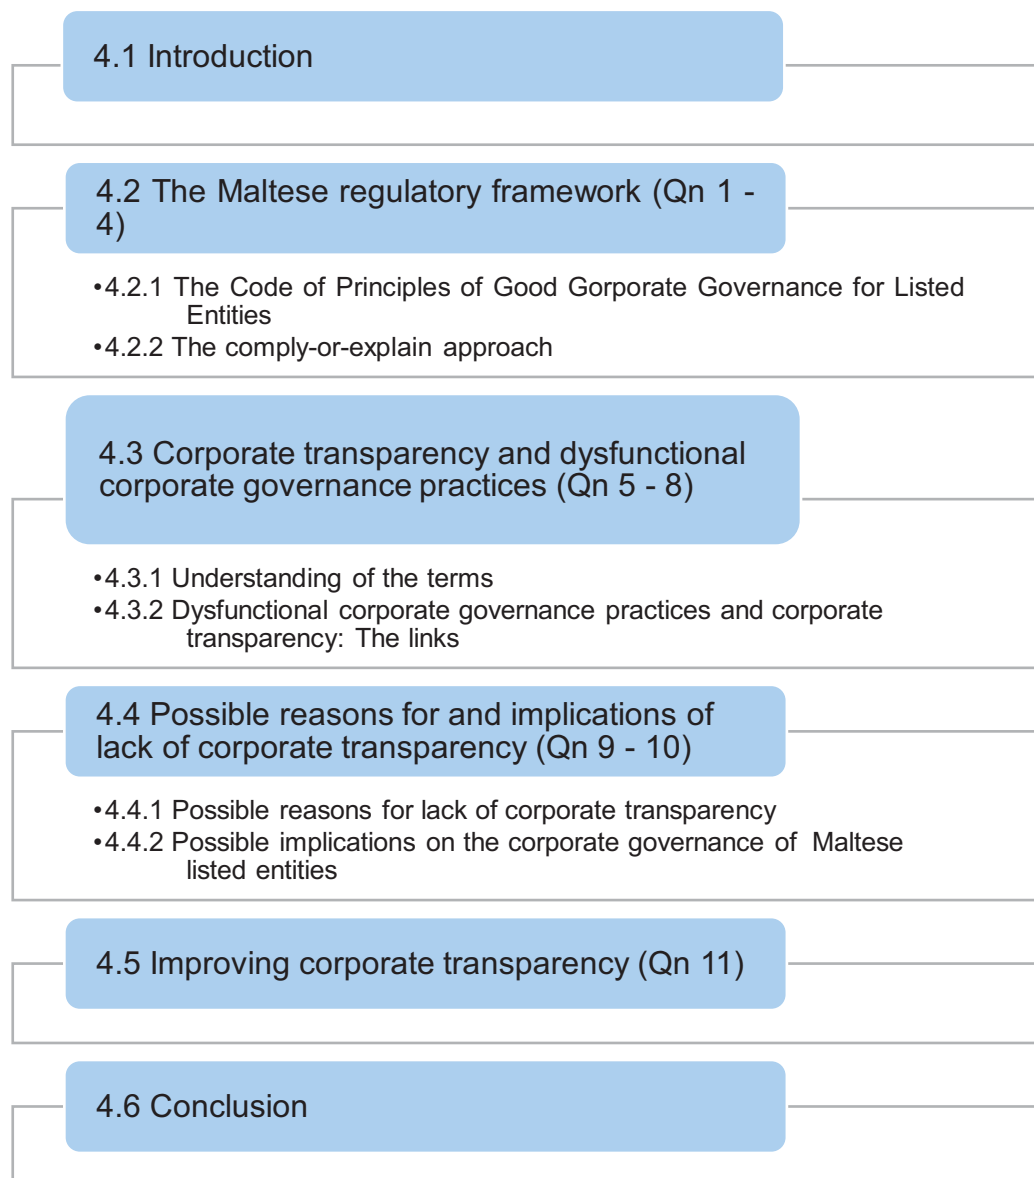 4.1 Introduction
4.2 The Maltese regulatory framework (Qn 1 -
4)
•4.2.1 The Code of Principles of Good Gorporate Governance for Listed
Entities
•4.2.2 The comply-or-explain approach
4.3 Corporate transparency and dysfunctional
corporate governance practices (Qn 5 - 8)
•4.3.1 Understanding of the terms
•4.3.2 Dysfunctional corporate governance practices and corporate
transparency: The links
4.4 Possible reasons for and implications of
lack of corporate transparency (Qn 9 - 10)
•4.4.1 Possible reasons for lack of corporate transparency
•4.4.2 Possible implications on the corporate governance of Maltese
listed entities
4.5 Improving corporate transparency (Qn 11)
4.6 Conclusion